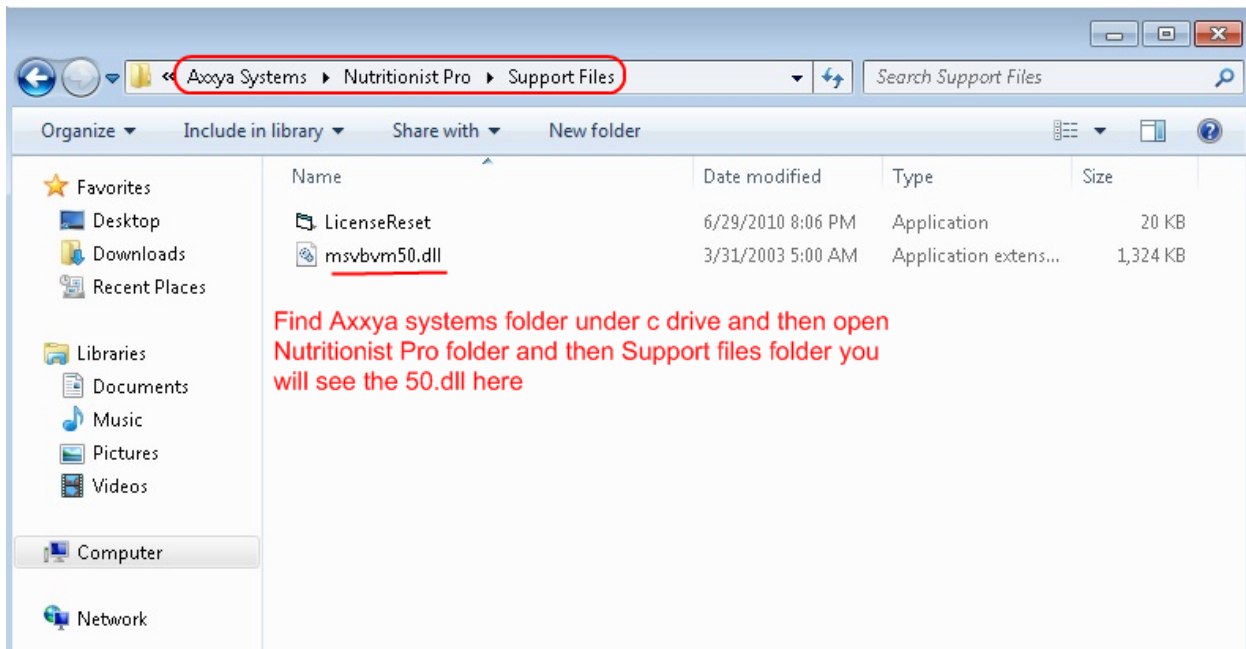 « Axxya Systems ▸ Nutritionist Pro ▸ Support Files
Search Support Files
Organize Include in library Share with New folder
Name Date modified Type Size
Favorites
Desktop
Downloads
Recent Places
Libraries
Documents
Music
Pictures
Videos
Computer
Network
LicenseReset 6/29/2010 8:06 PM Application 20 KB
msvbvm50.dll 3/31/2003 5:00 AM Application extens... 1,324 KB
Find Axxya systems folder under c drive and then open
Nutritionist Pro folder and then Support files folder you
will see the 50.dll here